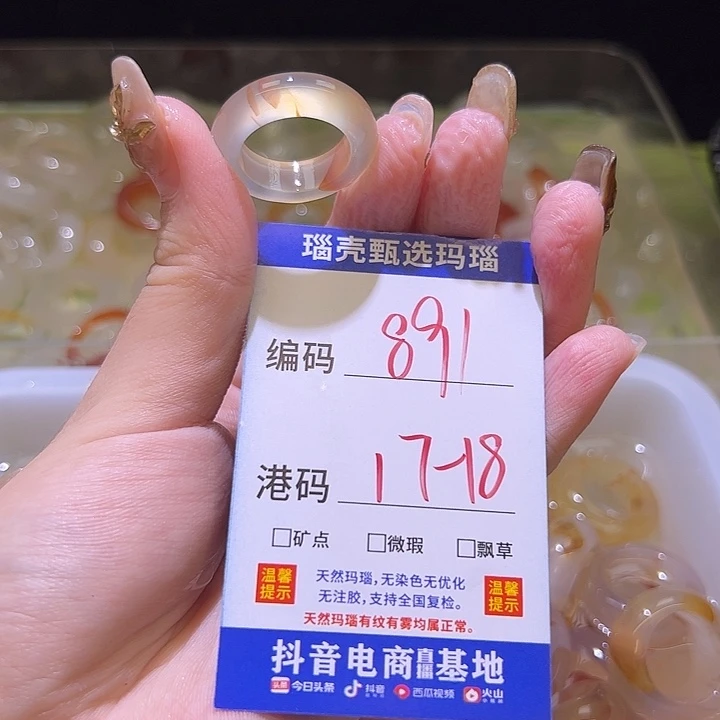 瑙壳甄选玛瑙
编码 891
港码 17-18
□矿点 □微瑕 □飘草
温馨提示 天然玛瑙,无染色无优化 温馨提示
无注胶,支持全国复检。
天然玛瑙有纹有雾均属正常。
抖音电商直播基地
头条 今日头条 抖音 西瓜视频 火山